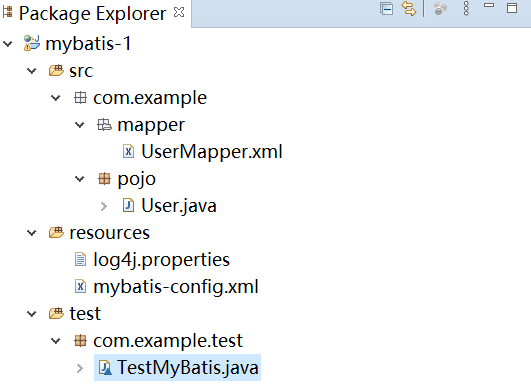 Package Explorer
mybatis-1
src
com.example
mapper
UserMapper.xml
pojo
User.java
resources
log4j.properties
mybatis-config.xml
test
com.example.test
TestMyBatis.java